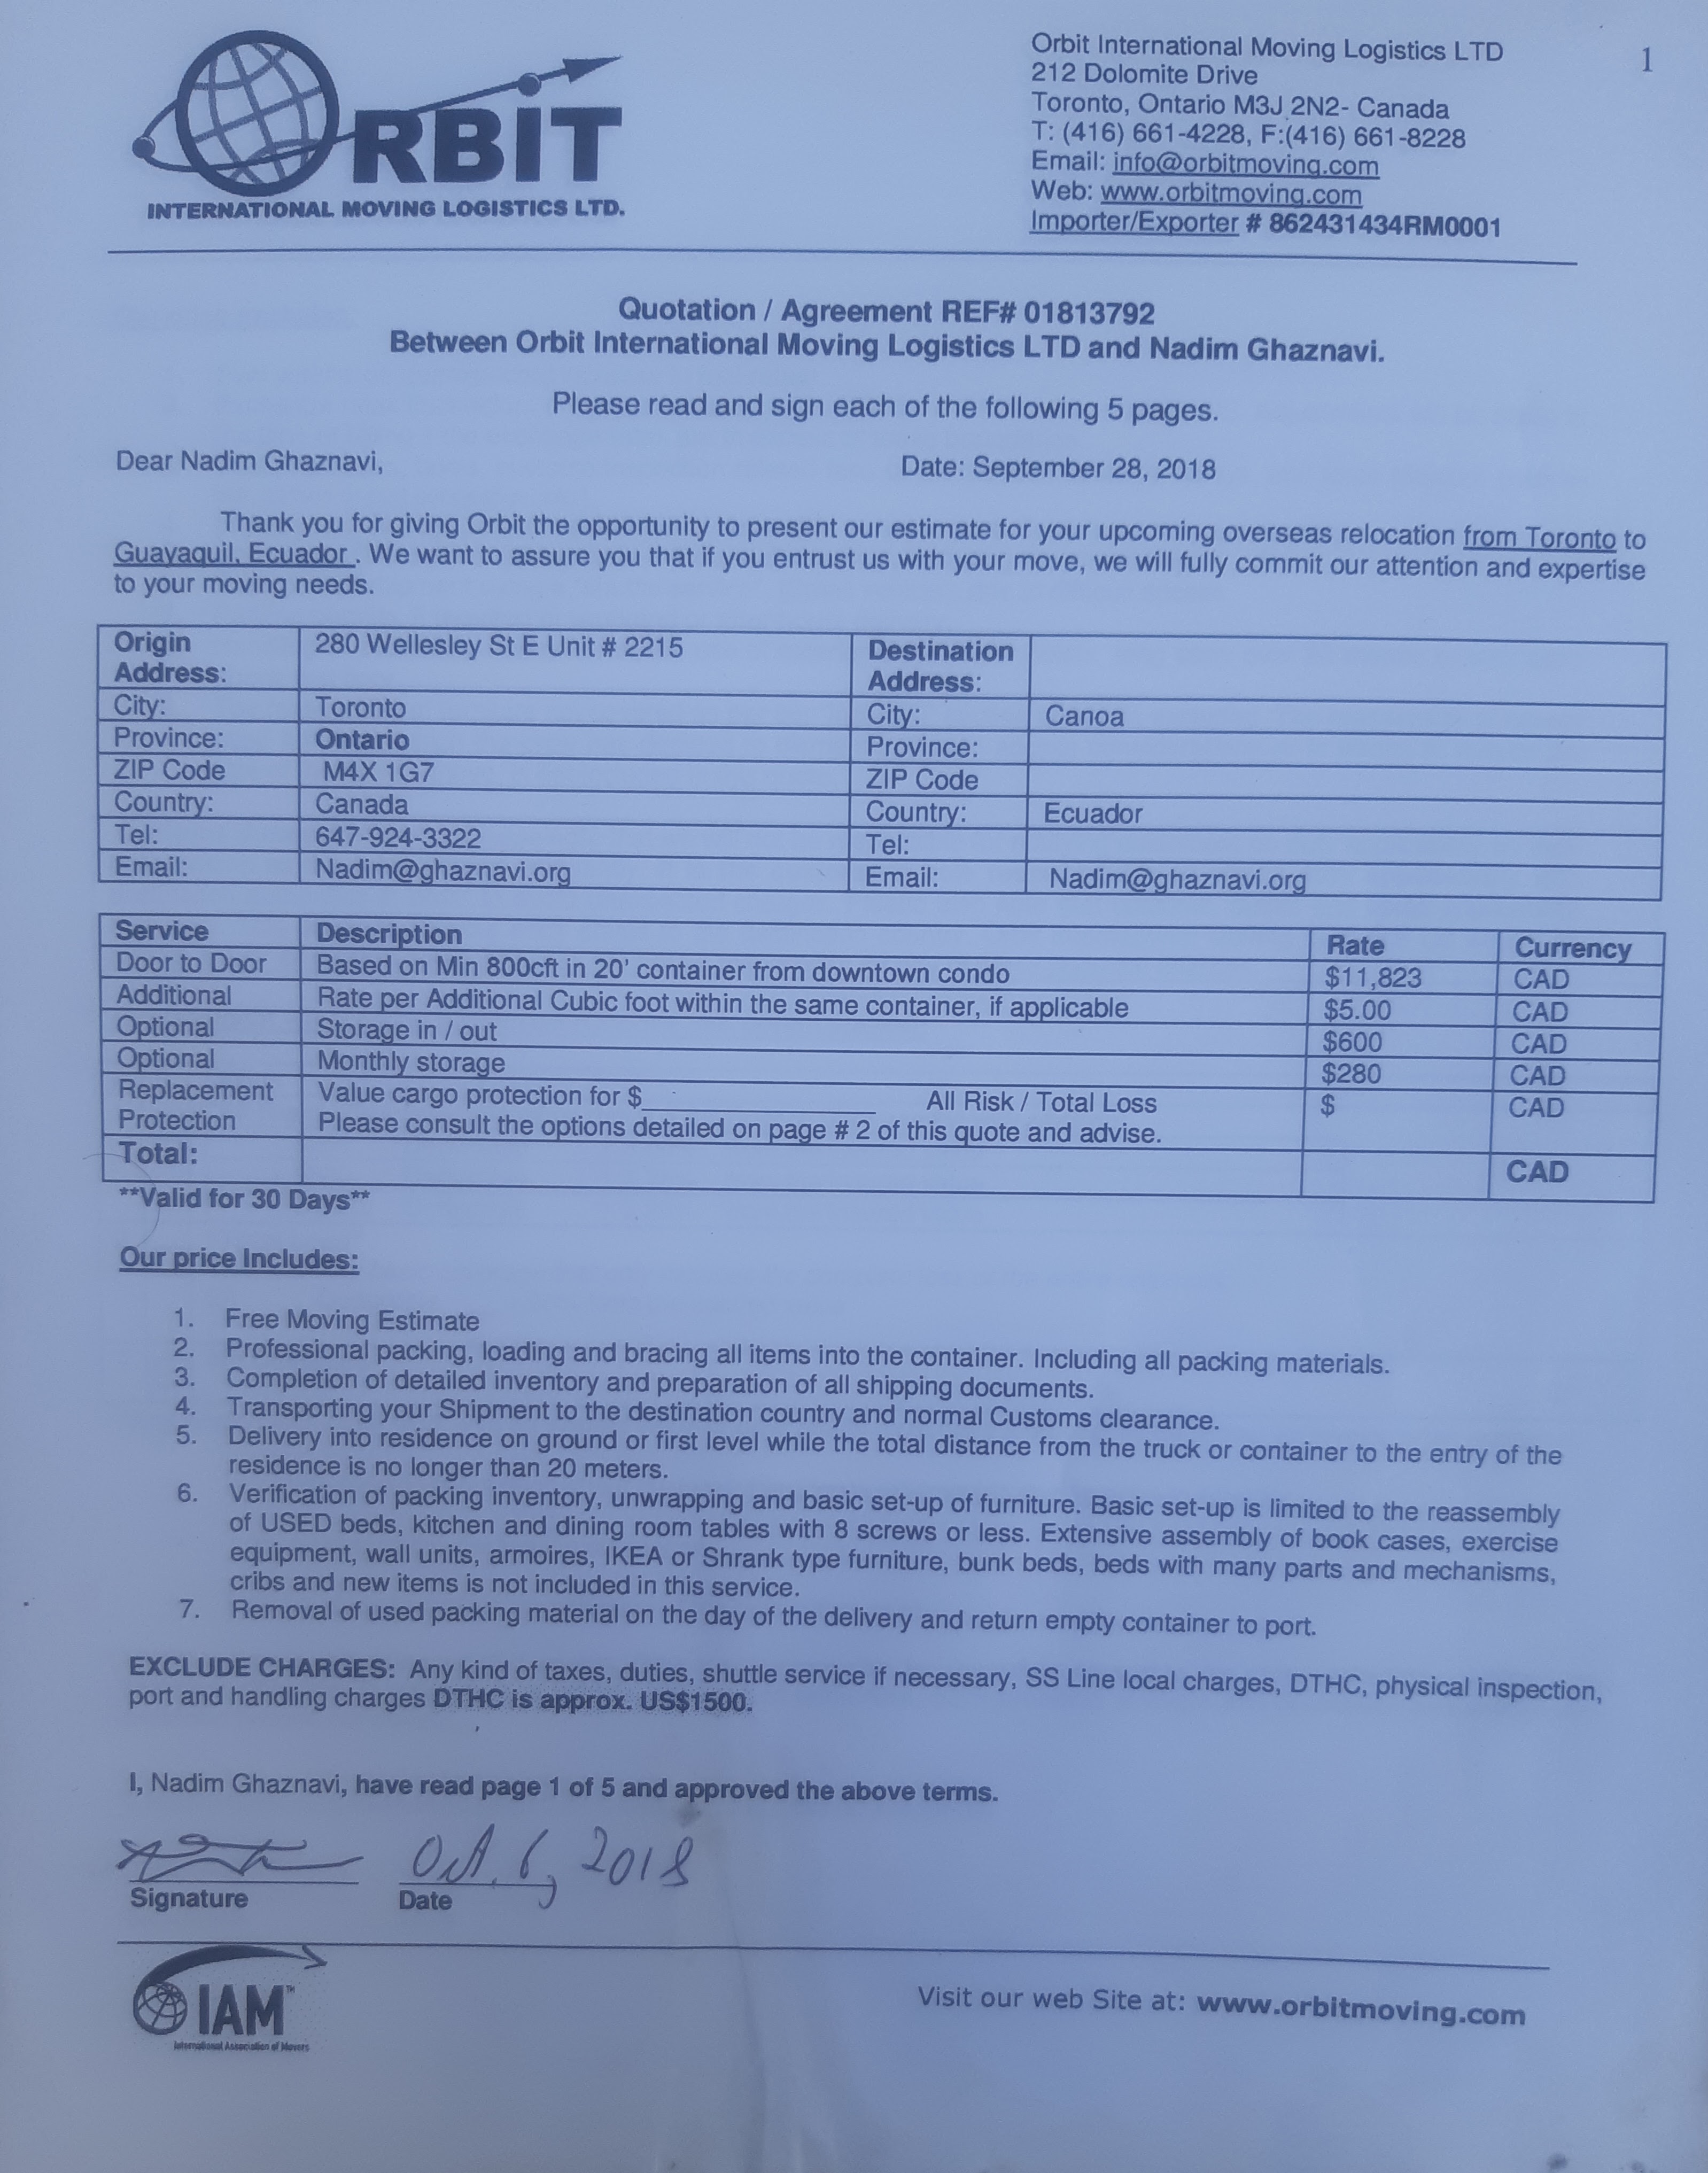 ORBIT
INTERNATIONAL MOVING LOGISTICS LTD.
Orbit International Moving Logistics LTD
212 Dolomite Drive
Toronto, Ontario M3J 2N2- Canada
T: (416) 661-4228, F:(416) 661-8228
Email: info@orbitmoving.com
Web: www.orbitmoving.com
Importer/Exporter # 862431434RM0001
1
Quotation / Agreement REF# 01813792
Between Orbit International Moving Logistics LTD and Nadim Ghaznavi.
Please read and sign each of the following 5 pages.
Dear Nadim Ghaznavi, Date: September 28, 2018
Thank you for giving Orbit the opportunity to present our estimate for your upcoming overseas relocation from Toronto to
Guayaquil, Ecuador . We want to assure you that if you entrust us with your move, we will fully commit our attention and expertise
to your moving needs.
Origin Address: 280 Wellesley St E Unit # 2215 Destination Address:
City: Toronto City: Canoa
Province: Ontario Province:
ZIP Code M4X 1G7 ZIP Code
Country: Canada Country: Ecuador
Tel: 647-924-3322 Tel:
Email: Nadim@ghaznavi.org Email: Nadim@ghaznavi.org
Service Description Rate Currency
Door to Door Based on Min 800cft in 20' container from downtown condo $11,823 CAD
Additional Rate per Additional Cubic foot within the same container, if applicable $5.00 CAD
Optional Storage in / out $600 CAD
Optional Monthly storage $280 CAD
Replacement Value cargo protection for $ All Risk / Total Loss $ CAD
Protection Please consult the options detailed on page # 2 of this quote and advise.
Total: CAD
**Valid for 30 Days**
Our price Includes:
1. Free Moving Estimate
2. Professional packing, loading and bracing all items into the container. Including all packing materials.
3. Completion of detailed inventory and preparation of all shipping documents.
4. Transporting your Shipment to the destination country and normal Customs clearance.
5. Delivery into residence on ground or first level while the total distance from the truck or container to the entry of the
residence is no longer than 20 meters.
6. Verification of packing inventory, unwrapping and basic set-up of furniture. Basic set-up is limited to the reassembly
of USED beds, kitchen and dining room tables with 8 screws or less. Extensive assembly of book cases, exercise
equipment, wall units, armoires, IKEA or Shrank type furniture, bunk beds, beds with many parts and mechanisms,
cribs and new items is not included in this service.
7. Removal of used packing material on the day of the delivery and return empty container to port.
EXCLUDE CHARGES: Any kind of taxes, duties, shuttle service if necessary, SS Line local charges, DTHC, physical inspection,
port and handling charges DTHC is approx. US$1500.
I, Nadim Ghaznavi, have read page 1 of 5 and approved the above terms.
Oct. 6, 2018
Signature Date
IAM™
International Association of Movers
Visit our web Site at: www.orbitmoving.com